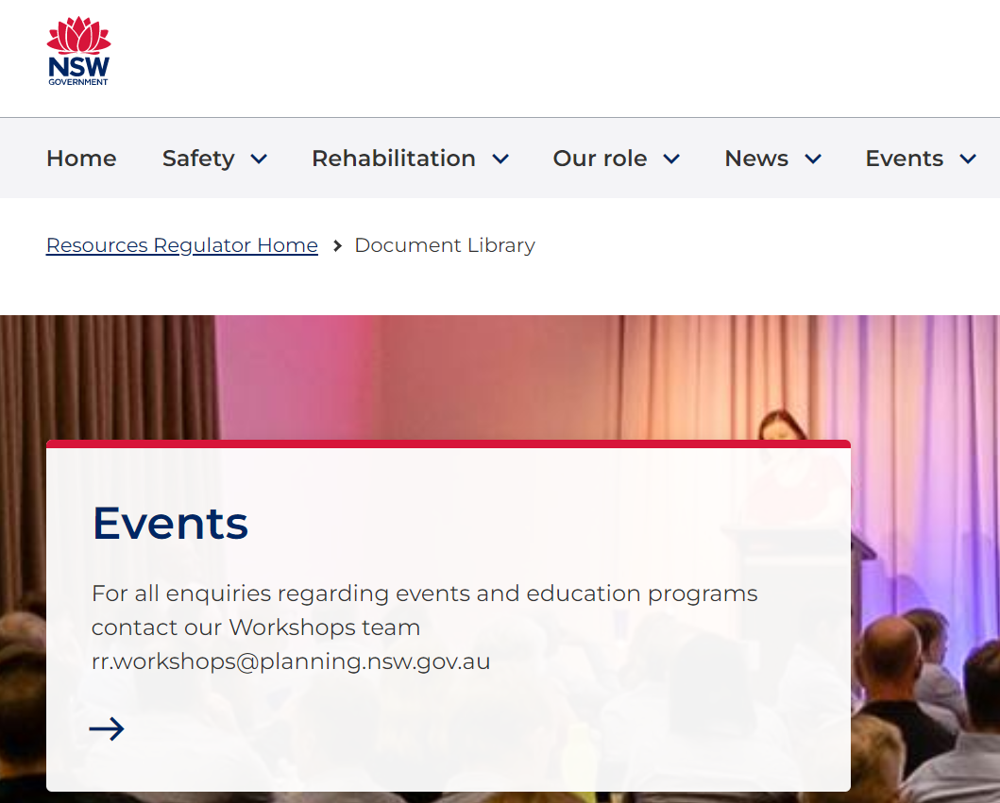 NSW
GOVERNMENT
Home Safety Rehabilitation Our role News Events
Resources Regulator Home > Document Library
Events
For all enquiries regarding events and education programs
contact our Workshops team
rr.workshops@planning.nsw.gov.au